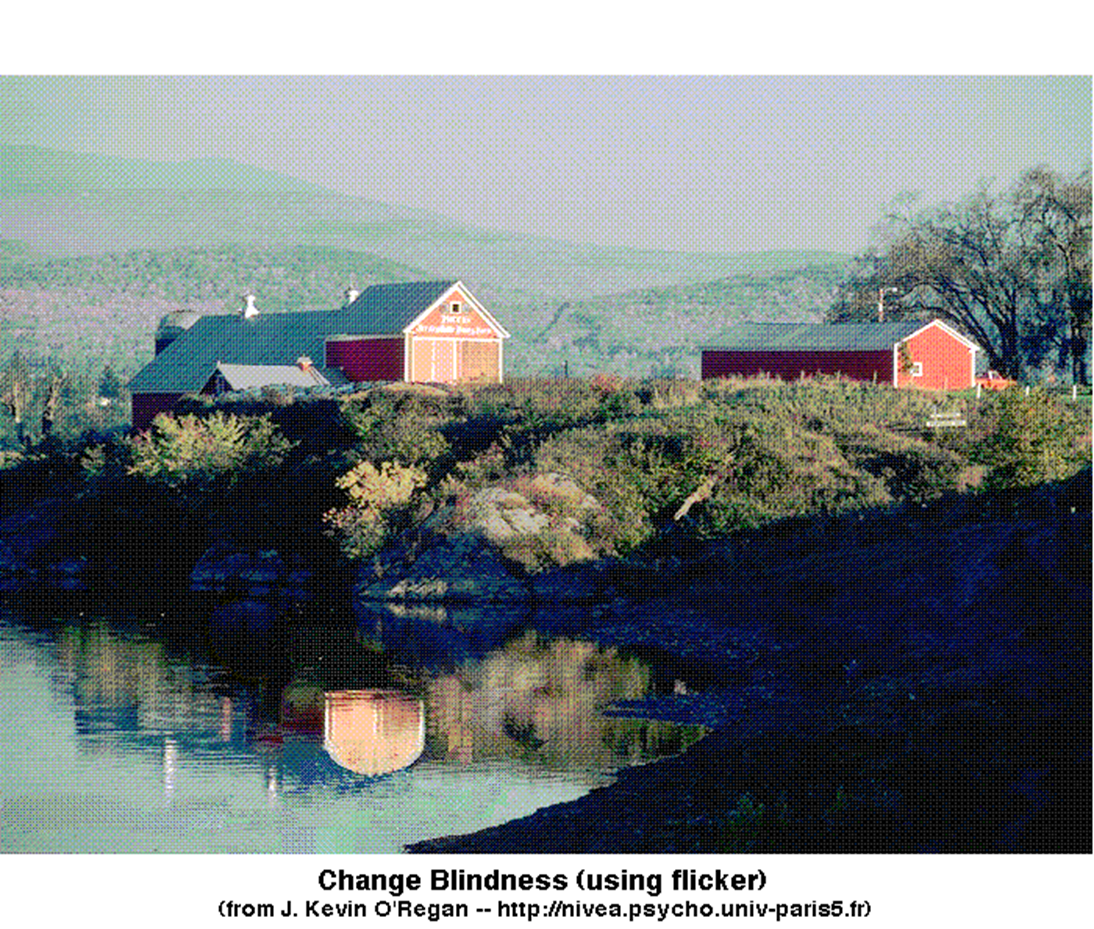 Change Blindness (using flicker)
(from J. Kevin O'Regan -- http://nivea.psycho.univ-paris5.fr)